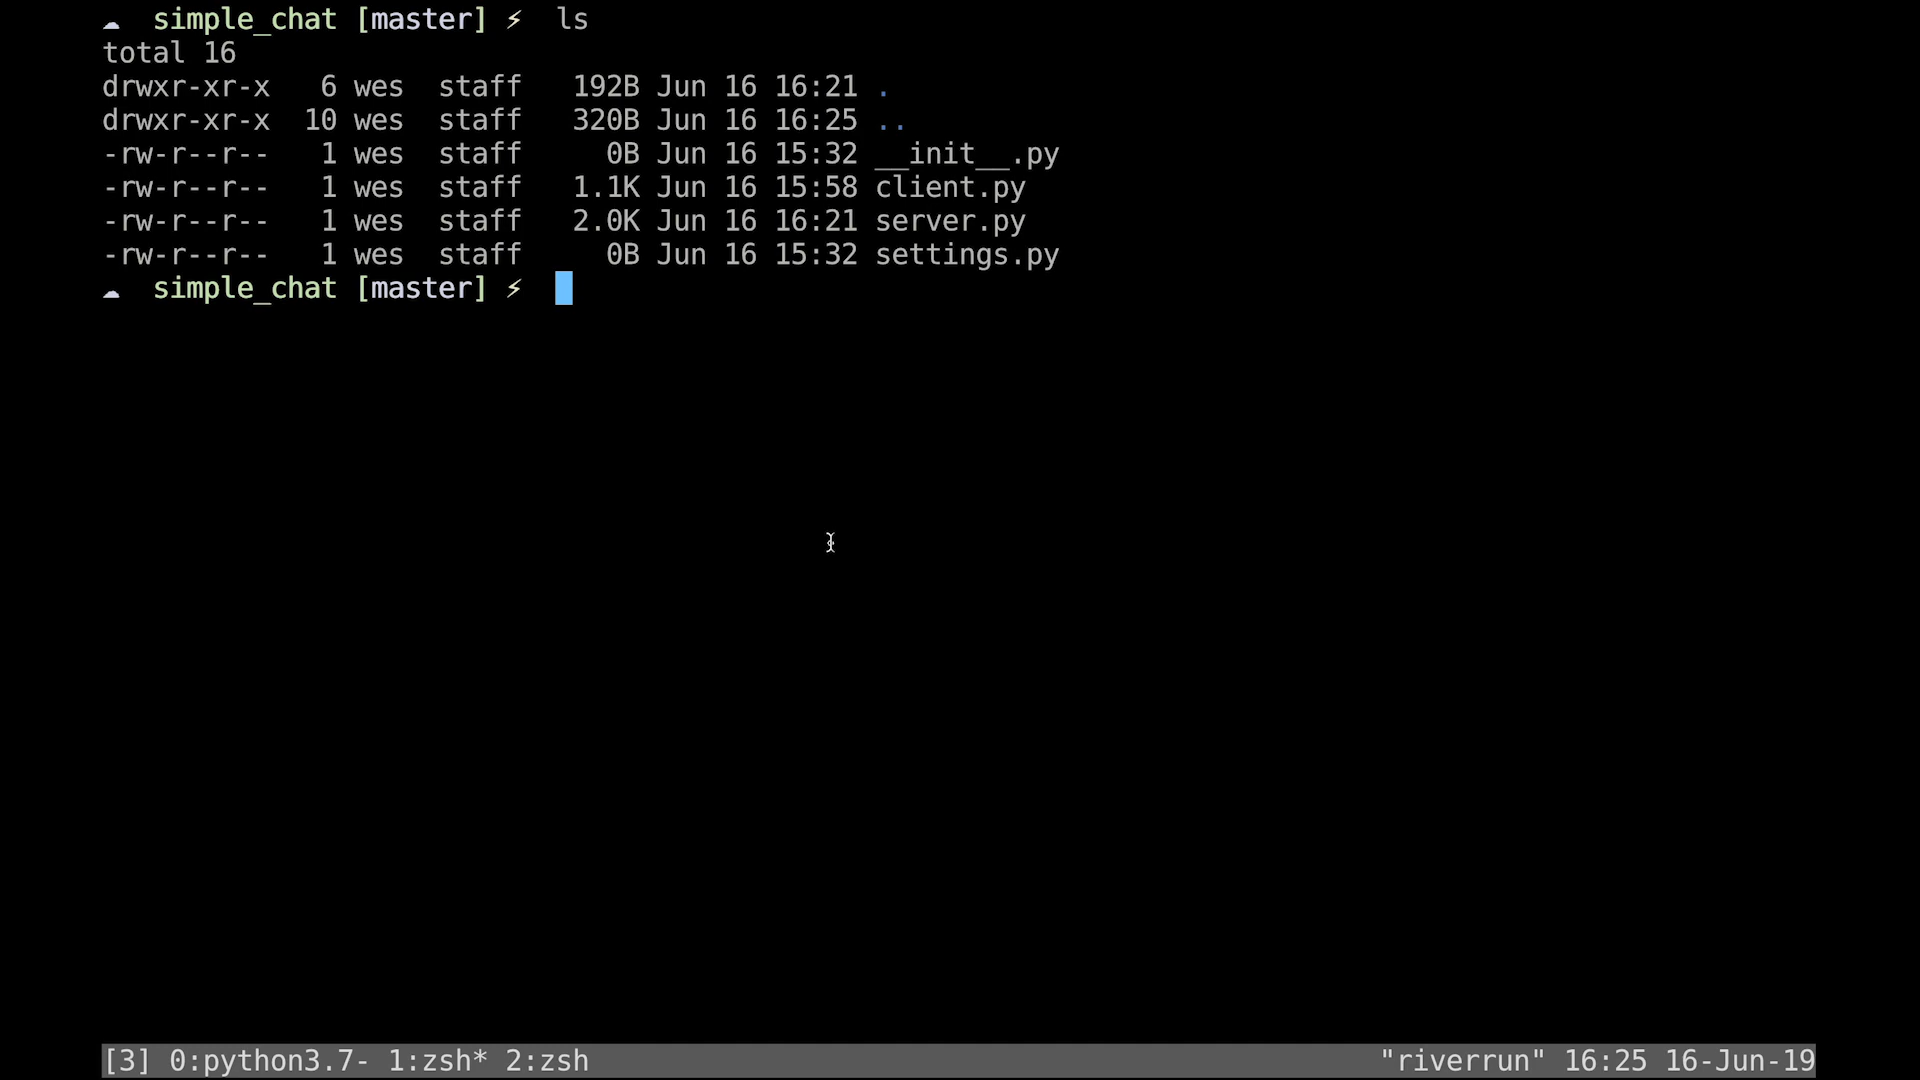 ☁  simple_chat [master] ⚡  ls
total 16
drwxr-xr-x   6 wes  staff   192B Jun 16 16:21 .
drwxr-xr-x  10 wes  staff   320B Jun 16 16:25 ..
-rw-r--r--   1 wes  staff     0B Jun 16 15:32 __init__.py
-rw-r--r--   1 wes  staff   1.1K Jun 16 15:58 client.py
-rw-r--r--   1 wes  staff   2.0K Jun 16 16:21 server.py
-rw-r--r--   1 wes  staff     0B Jun 16 15:32 settings.py
☁  simple_chat [master] ⚡
[3] 0:python3.7- 1:zsh* 2:zsh "riverrun" 16:25 16-Jun-19